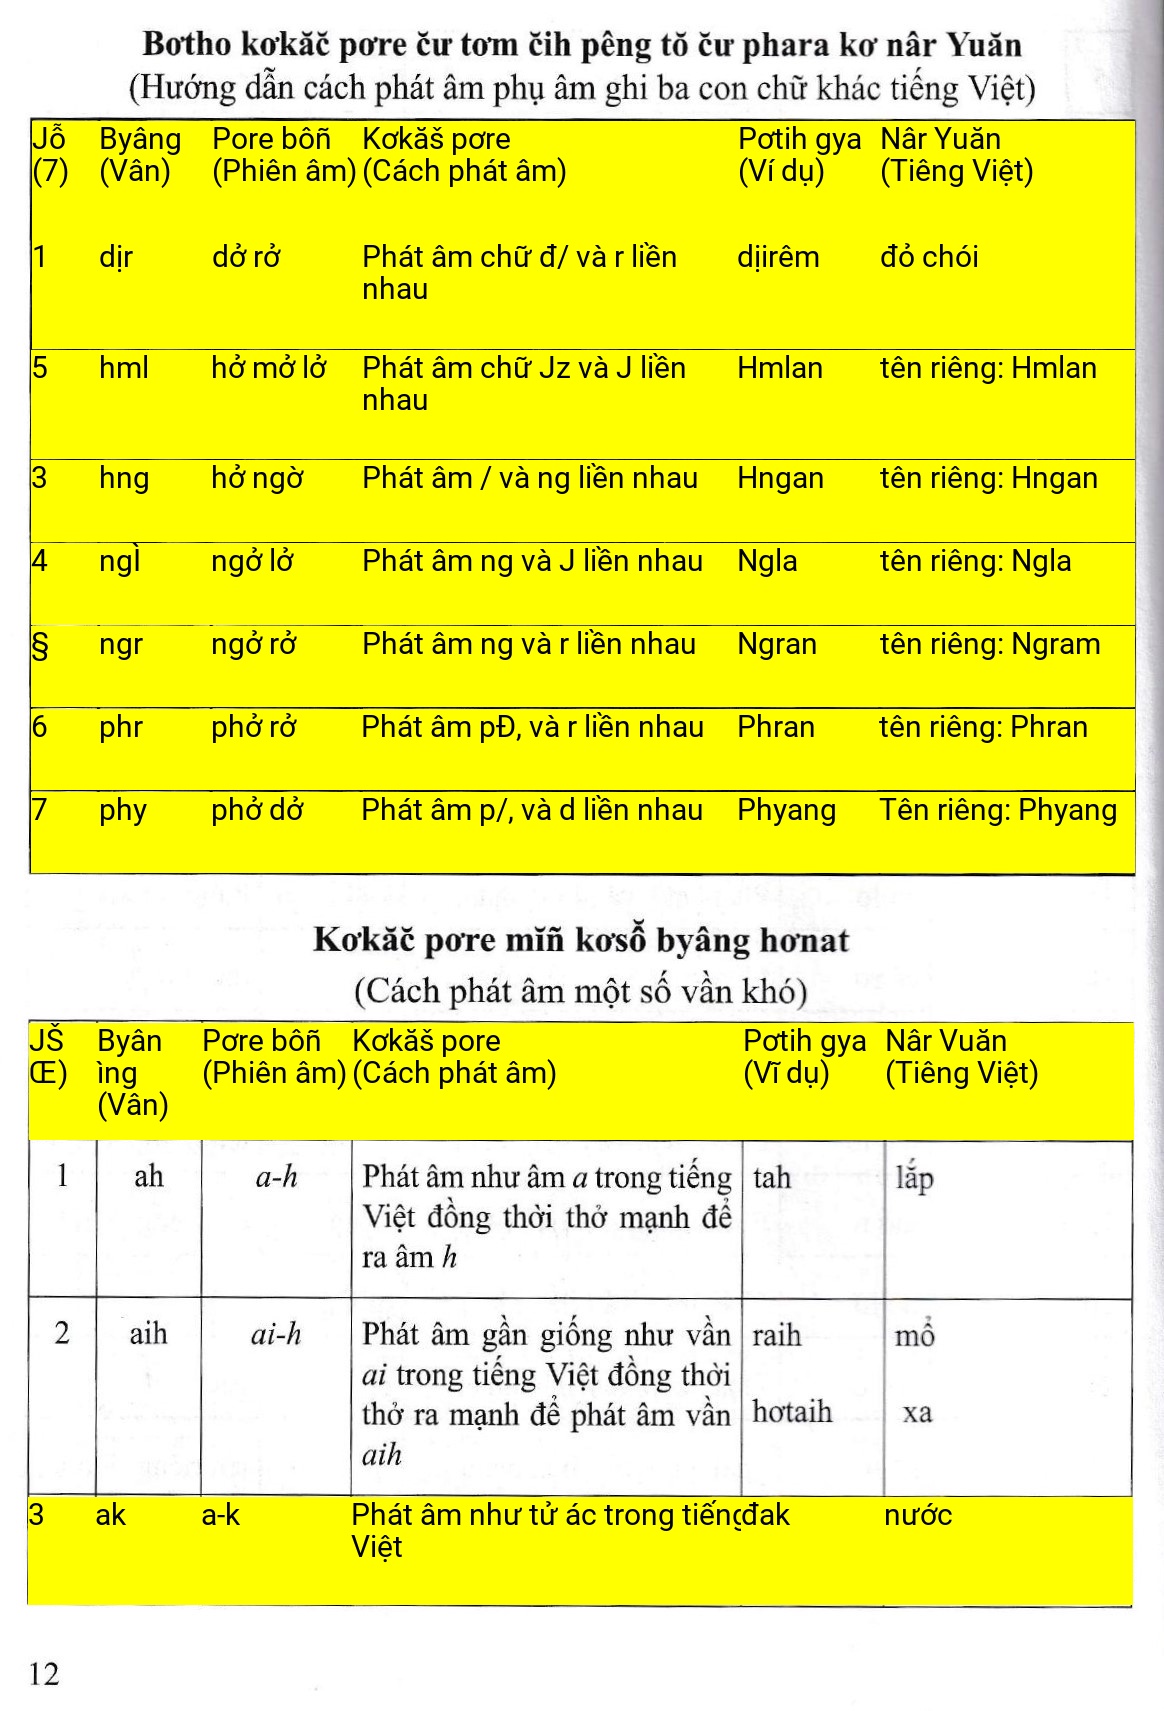 Bơtho kơkăč pơre čư tơm čih pêng tŏ čư phara kơ nâr Yuăn
(Hướng dẫn cách phát âm phụ âm ghi ba con chữ khác tiếng Việt)
Jỗ Byâng Pơre bôñ Kơkăš pơre Pơtih gya Nâr Yuăn
(7) (Vân) (Phiên âm) (Cách phát âm) (Ví dụ) (Tiêng Việt)
1 dịr dở rở Phát âm chữ đ/ và r liền dịirêm đỏ chói
nhau
5 hml hở mở lở Phát âm chữ Jz và J liền Hmlan tên riêng: Hmlan
nhau
3 hng hở ngờ Phát âm / và ng liền nhau Hngan tên riêng: Hngan
4 ngÌ ngở lở Phát âm ng và J liền nhau Ngla tên riêng: Ngla
§ ngr ngở rở Phát âm ng và r liền nhau Ngran tên riêng: Ngram
6 phr phở rở Phát âm pĐ, và r liền nhau Phran tên riêng: Phran
7 phy phở dở Phát âm p/, và d liền nhau Phyang Tên riêng: Phyang
Kơkăč pơre mĭñ kơsỗ byâng hơnat
(Cách phát âm một số vần khó)
JŠ Byân Pơre bôñ Kơkăš pore Pơtih gya Nâr Vuăn
Œ) ìng (Phiên âm) (Cách phát âm) (Vĩ dụ) (Tiêng Việt)
(Vân)
1 ah a-h Phát âm như âm a trong tiếng tah lắp
Việt đồng thời thở mạnh để
ra âm h
2 aih ai-h Phát âm gần giống như vần raih mổ
ai trong tiếng Việt đồng thời
thở ra mạnh để phát âm vần hơtaih xa
aih
3 ak a-k Phát âm như tử ác trong tiếng đak nước
Việt
12